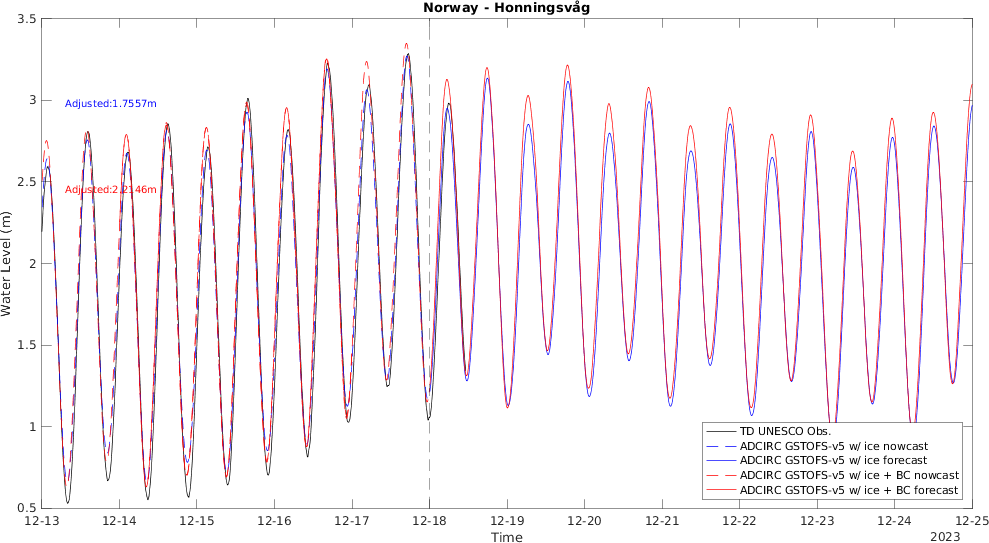 Norway - Honningsvåg
3.5
3
2.5
2
1.5
1
0.5
Water Level (m)
Adjusted:1.7557m
Adjusted:2.2146m
TD UNESCO Obs.
ADCIRC GSTOFS-v5 w/ ice nowcast
ADCIRC GSTOFS-v5 w/ ice forecast
ADCIRC GSTOFS-v5 w/ ice + BC nowcast
ADCIRC GSTOFS-v5 w/ ice + BC forecast
12-13 12-14 12-15 12-16 12-17 12-18 12-19 12-20 12-21 12-22 12-23 12-24 12-25
Time
2023